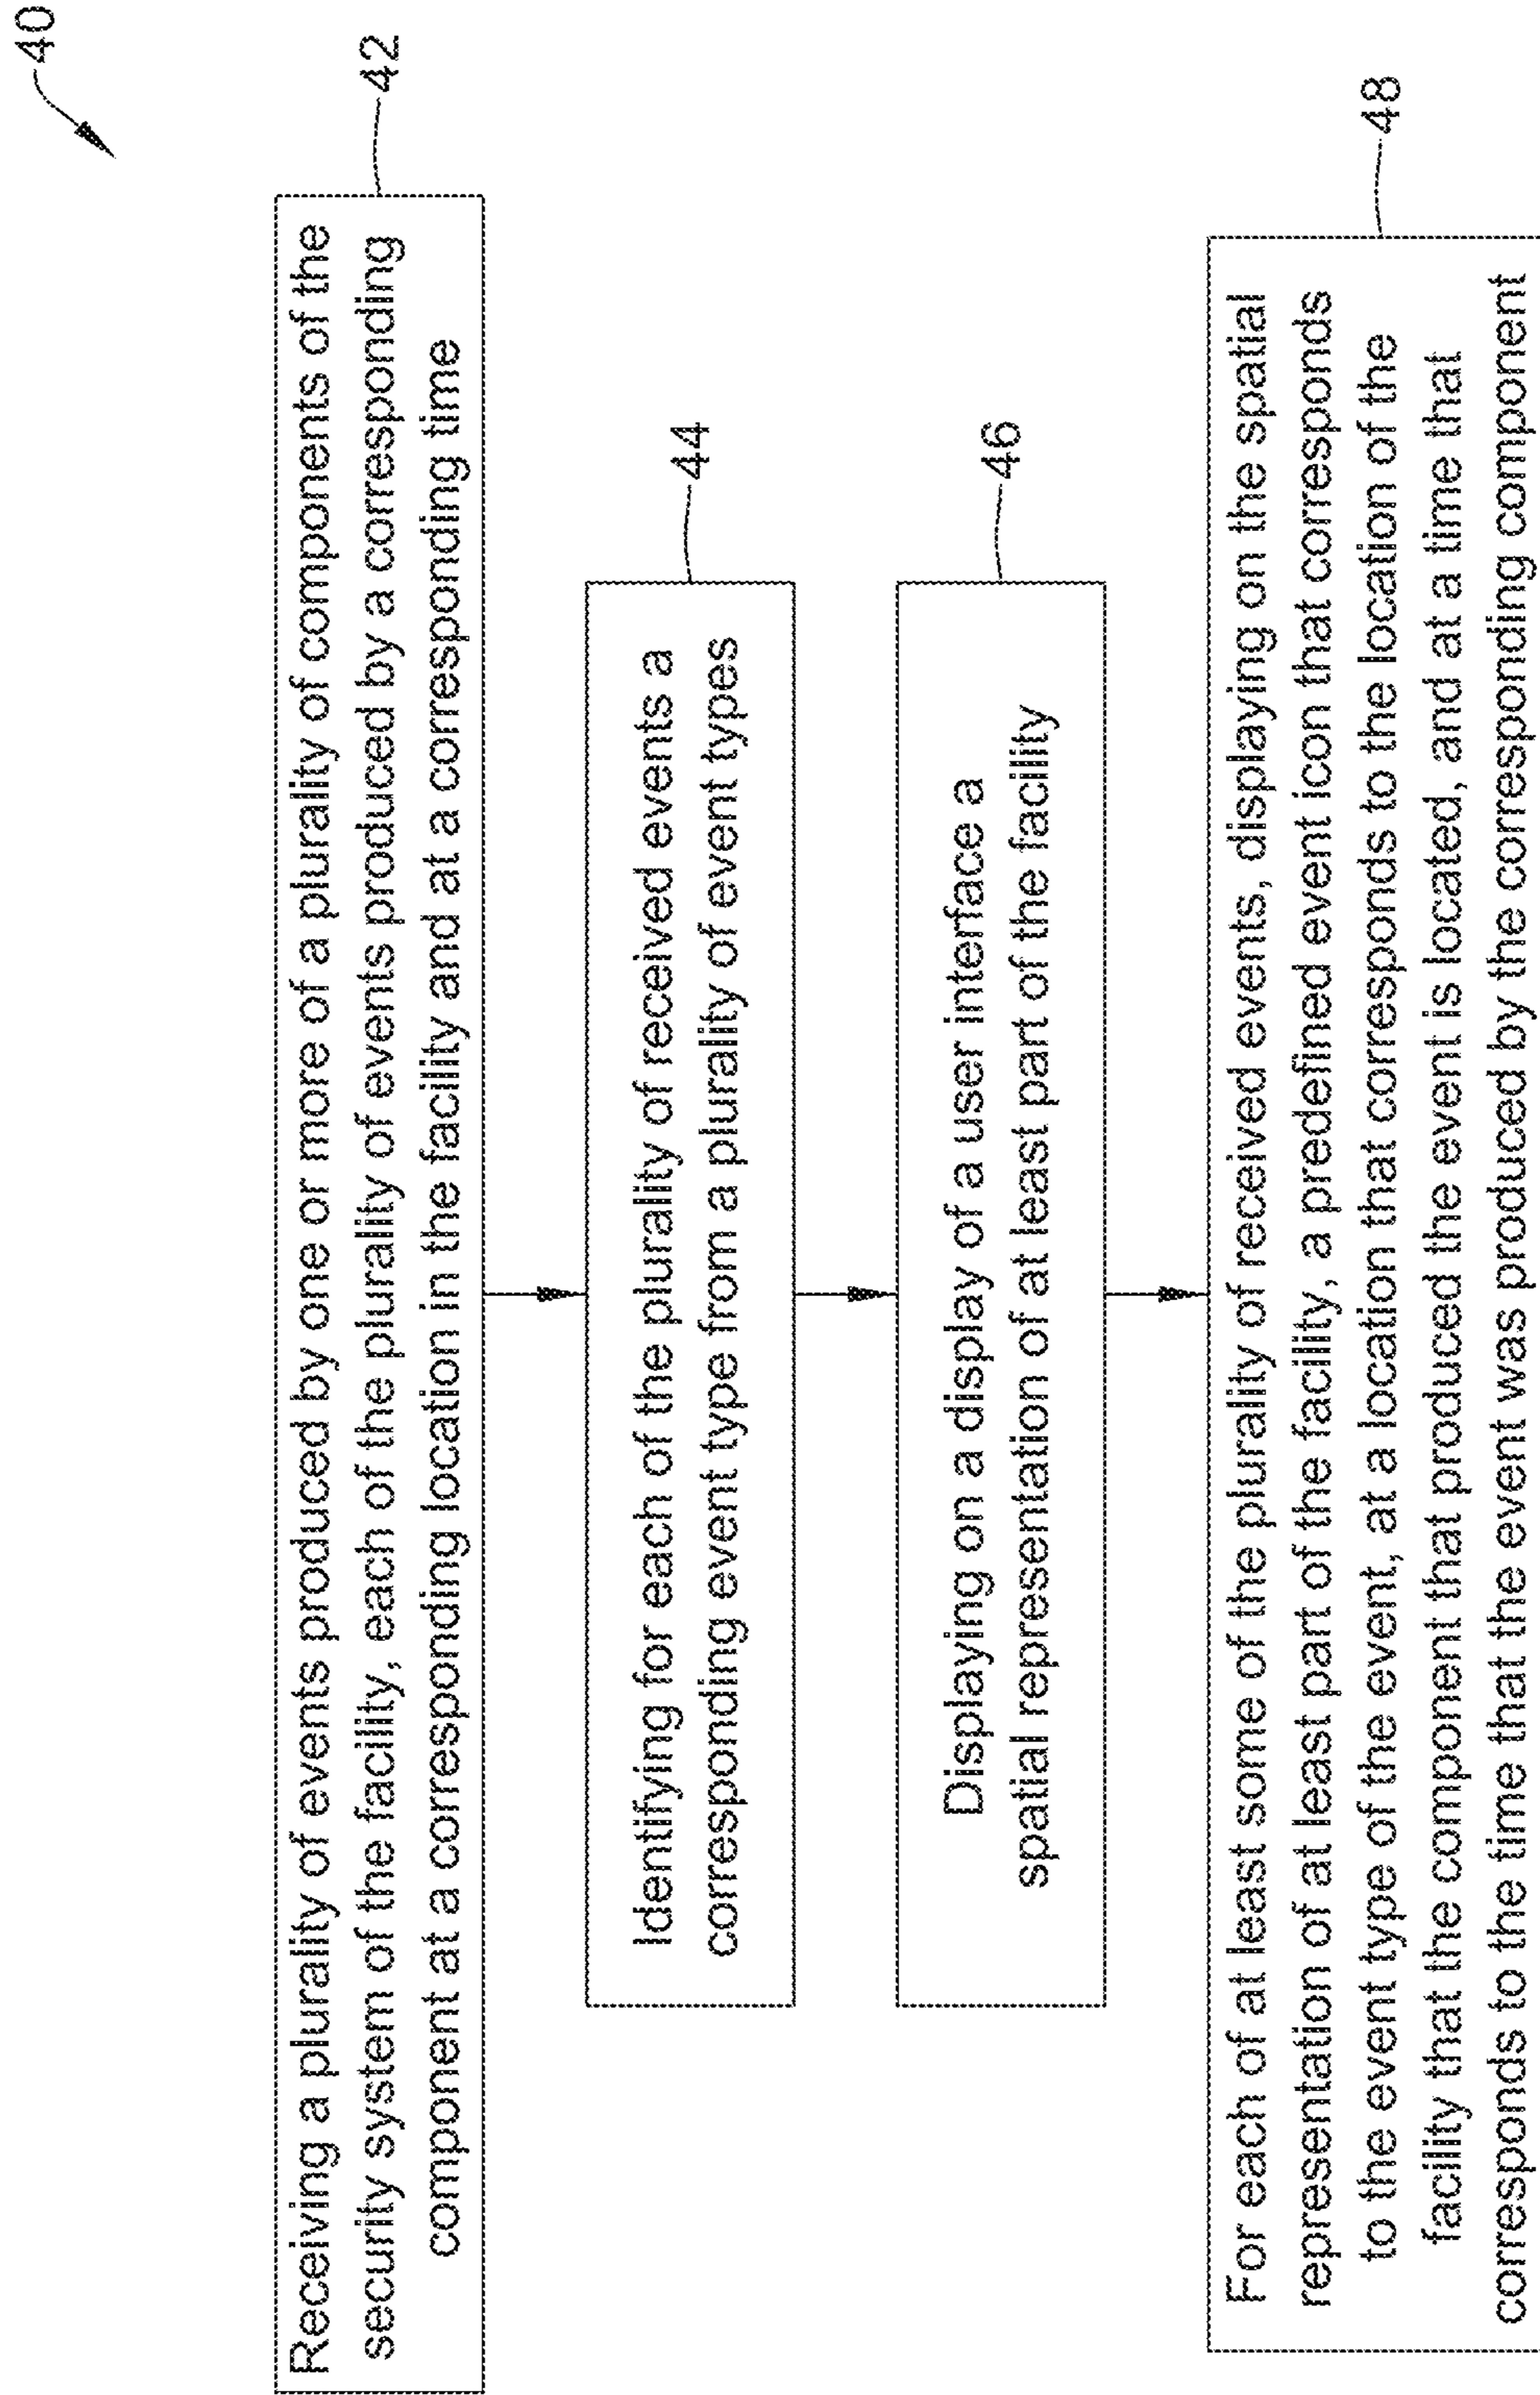 40
Receiving a plurality of events produced by one or more of a plurality of components of the
security system of the facility, each of the plurality of events produced by a corresponding
component at a corresponding location in the facility and at a corresponding time
42
Identifying for each of the plurality of received events a
corresponding event type from a plurality of event types
44
Displaying on a display of a user interface a
spatial representation of at least part of the facility
46
For each of at least some of the plurality of received events, displaying on the spatial
representation of at least part of the facility, a predefined event icon that corresponds
to the event type of the event, at a location that corresponds to the location of the
facility that the component that produced the event is located, and at a time that
corresponds to the time that the event was produced by the corresponding component
48